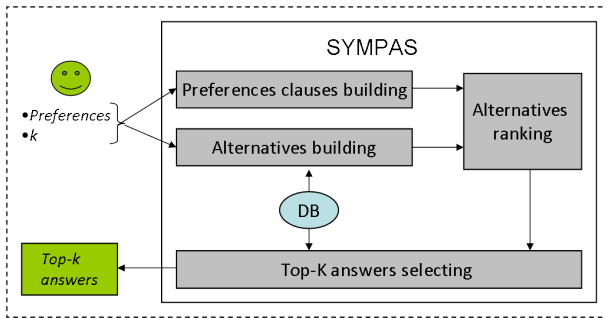 SYMPAS
•Preferences
•k
Preferences clauses building
Alternatives building
Alternatives
ranking
DB
Top-k
answers
Top-K answers selecting